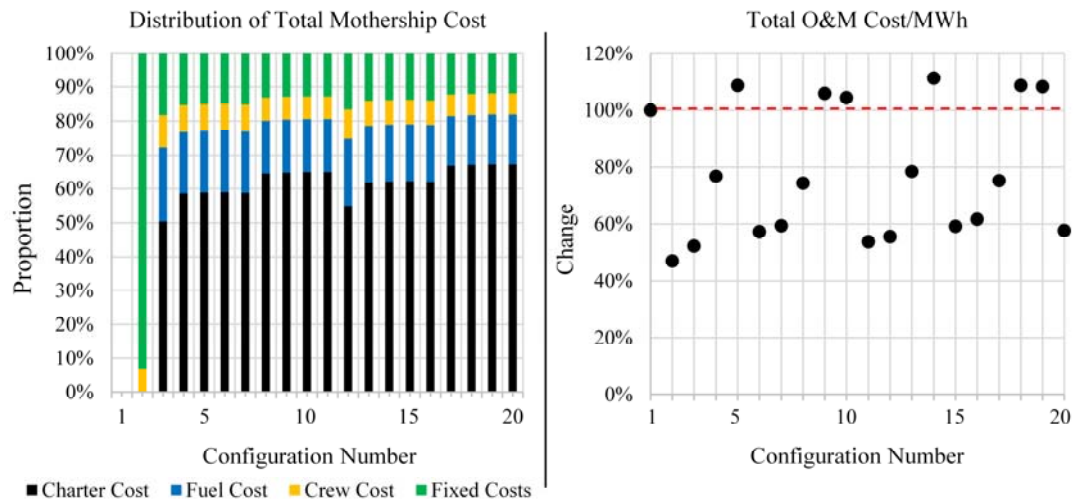 Distribution of Total Mothership Cost
100%
90%
80%
70%
60%
50%
40%
30%
20%
10%
0%
Proportion
1 5 10 15 20
Configuration Number
Charter Cost Fuel Cost Crew Cost Fixed Costs
Total O&M Cost/MWh
120%
100%
80%
60%
40%
20%
0%
Change
1 5 10 15 20
Configuration Number